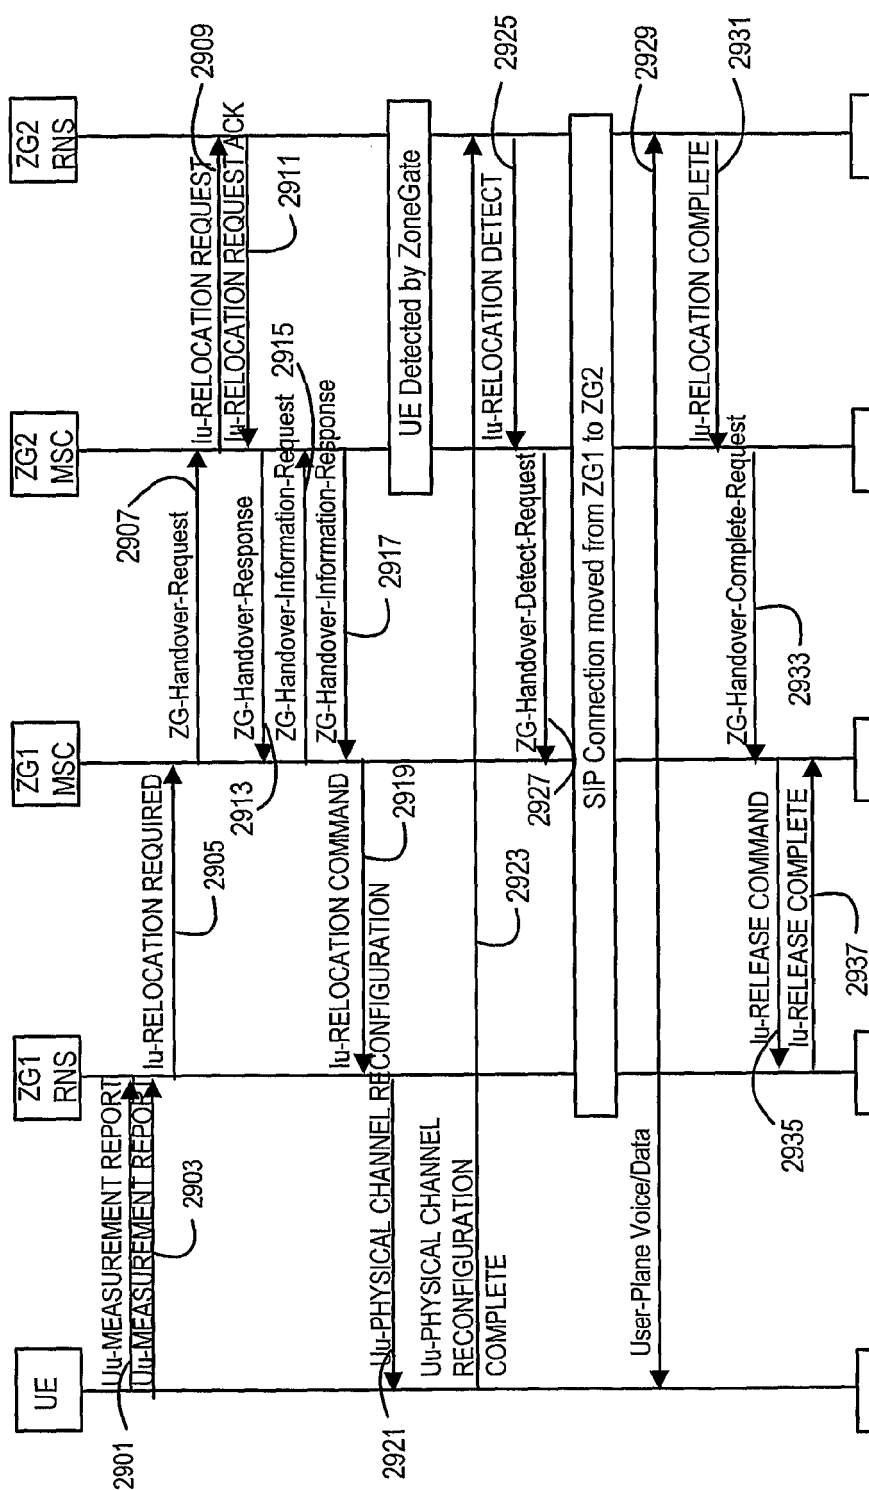 UE
ZG1
RNS
ZG1
MSC
ZG2
MSC
ZG2
RNS
Uu-MEASUREMENT REPORT
2901
Uu-MEASUREMENT REPORT
2903
Iu-RELOCATION REQUIRED
2905
ZG-Handover-Request
2907
Iu-RELOCATION REQUEST
2909
Iu-RELOCATION REQUEST ACK
2911
ZG-Handover-Response
2913
ZG-Handover-Information-Request
2915
ZG-Handover-Information-Response
2917
Iu-RELOCATION COMMAND
2919
Uu-PHYSICAL CHANNEL RECONFIGURATION
2921
UE Detected by ZoneGate
Uu-PHYSICAL CHANNEL
RECONFIGURATION
COMPLETE
2923
Iu-RELOCATION DETECT
2925
ZG-Handover-Detect-Request
2927
SIP Connection moved from ZG1 to ZG2
User-Plane Voice/Data
2929
Iu-RELOCATION COMPLETE
2931
ZG-Handover-Complete-Request
2933
Iu-RELEASE COMMAND
2935
Iu-RELEASE COMPLETE
2937